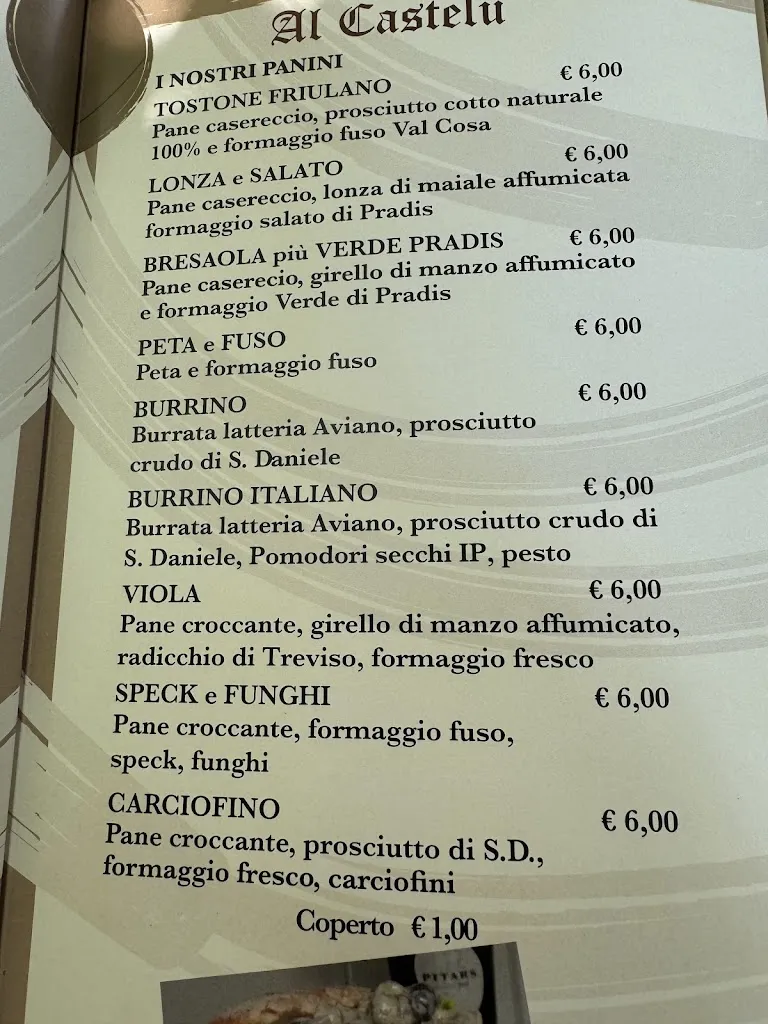 Al Castelu
I NOSTRI PANINI
TOSTONE FRIULANO € 6,00
Pane casereccio, prosciutto cotto naturale
100% e formaggio fuso Val Cosa
LONZA e SALATO € 6,00
Pane casereccio, lonza di maiale affumicata
formaggio salato di Pradis
BRESAOLA più VERDE PRADIS € 6,00
Pane caserecio, girello di manzo affumicato
e formaggio Verde di Pradis
PETA e FUSO € 6,00
Peta e formaggio fuso
BURRINO € 6,00
Burrata latteria Aviano, prosciutto
crudo di S. Daniele
BURRINO ITALIANO € 6,00
Burrata latteria Aviano, prosciutto crudo di
S. Daniele, Pomodori secchi IP, pesto
VIOLA € 6,00
Pane croccante, girello di manzo affumicato,
radicchio di Treviso, formaggio fresco
SPECK e FUNGHI € 6,00
Pane croccante, formaggio fuso,
speck, funghi
CARCIOFINO € 6,00
Pane croccante, prosciutto di S.D.,
formaggio fresco, carciofini
Coperto € 1,00
PITARS